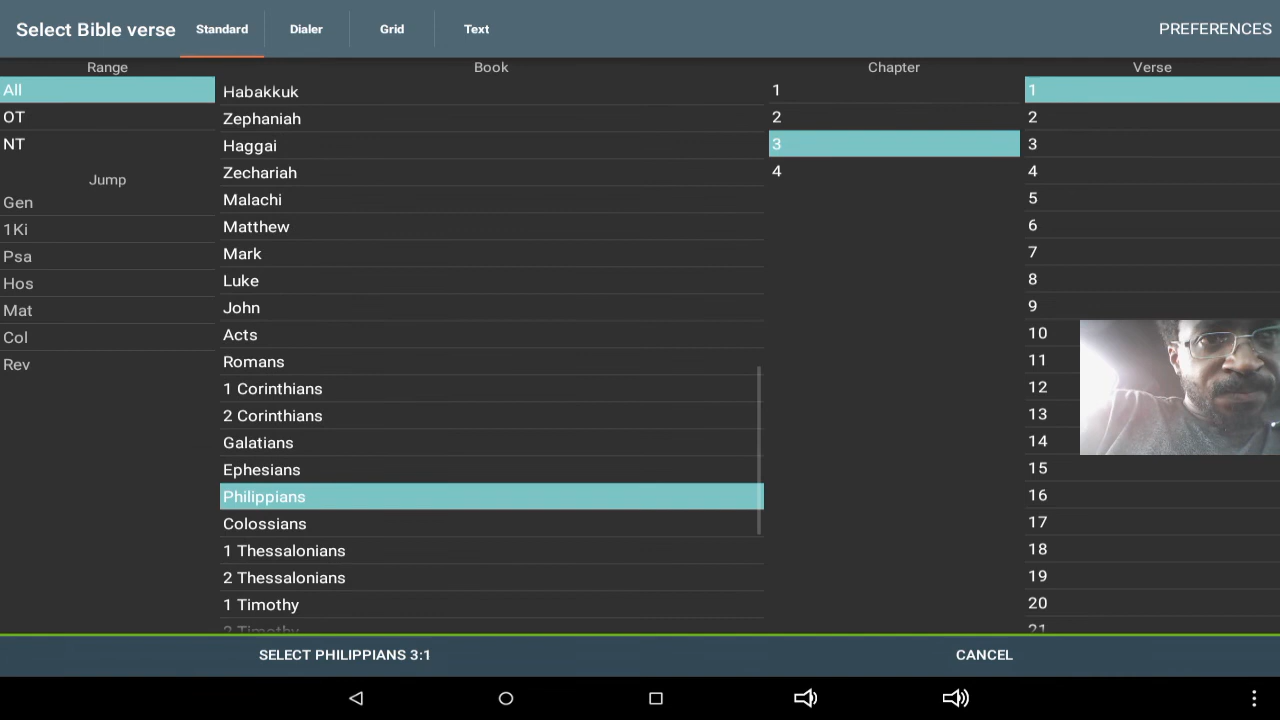 Select Bible verse Standard Dialer Grid Text PREFERENCES
Range Book Chapter Verse
All
OT
NT
Jump
Gen
1Ki
Psa
Hos
Mat
Col
Rev
Habakkuk
Zephaniah
Haggai
Zechariah
Malachi
Matthew
Mark
Luke
John
Acts
Romans
1 Corinthians
2 Corinthians
Galatians
Ephesians
Philippians
Colossians
1 Thessalonians
2 Thessalonians
1 Timothy
2 Timothy
1
2
3
4
1
2
3
4
5
6
7
8
9
10
11
12
13
14
15
16
17
18
19
20
21
SELECT PHILIPPIANS 3:1 CANCEL